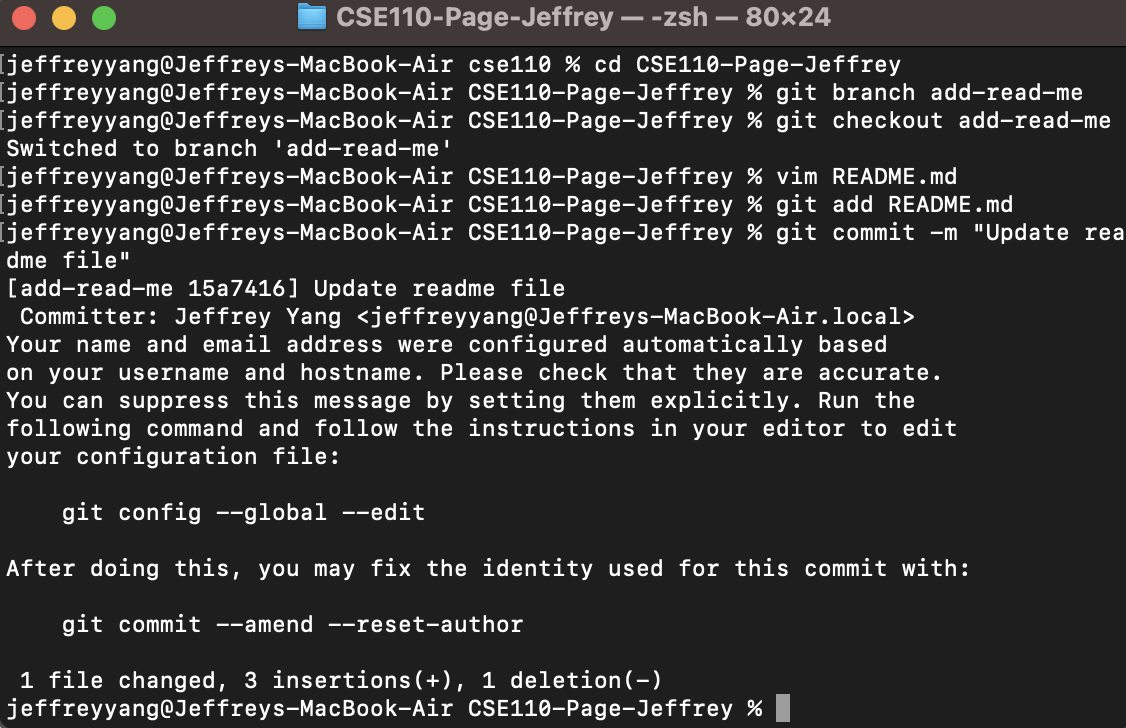 CSE110-Page-Jeffrey — -zsh — 80×24
[jeffreyyang@Jeffreys-MacBook-Air cse110 % cd CSE110-Page-Jeffrey
[jeffreyyang@Jeffreys-MacBook-Air CSE110-Page-Jeffrey % git branch add-read-me
[jeffreyyang@Jeffreys-MacBook-Air CSE110-Page-Jeffrey % git checkout add-read-me
Switched to branch 'add-read-me'
[jeffreyyang@Jeffreys-MacBook-Air CSE110-Page-Jeffrey % vim README.md
[jeffreyyang@Jeffreys-MacBook-Air CSE110-Page-Jeffrey % git add README.md
[jeffreyyang@Jeffreys-MacBook-Air CSE110-Page-Jeffrey % git commit -m "Update rea
dme file"
[add-read-me 15a7416] Update readme file
 Committer: Jeffrey Yang <jeffreyyang@Jeffreys-MacBook-Air.local>
Your name and email address were configured automatically based
on your username and hostname. Please check that they are accurate.
You can suppress this message by setting them explicitly. Run the
following command and follow the instructions in your editor to edit
your configuration file:

    git config --global --edit

After doing this, you may fix the identity used for this commit with:

    git commit --amend --reset-author

 1 file changed, 3 insertions(+), 1 deletion(-)
jeffreyyang@Jeffreys-MacBook-Air CSE110-Page-Jeffrey %